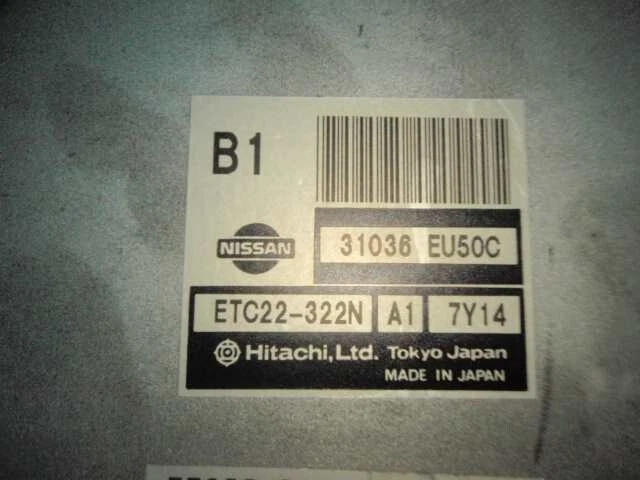 B1
NISSAN
31036 EU50C
ETC22-322N A1 7Y14
Hitachi, Ltd. Tokyo Japan
MADE IN JAPAN